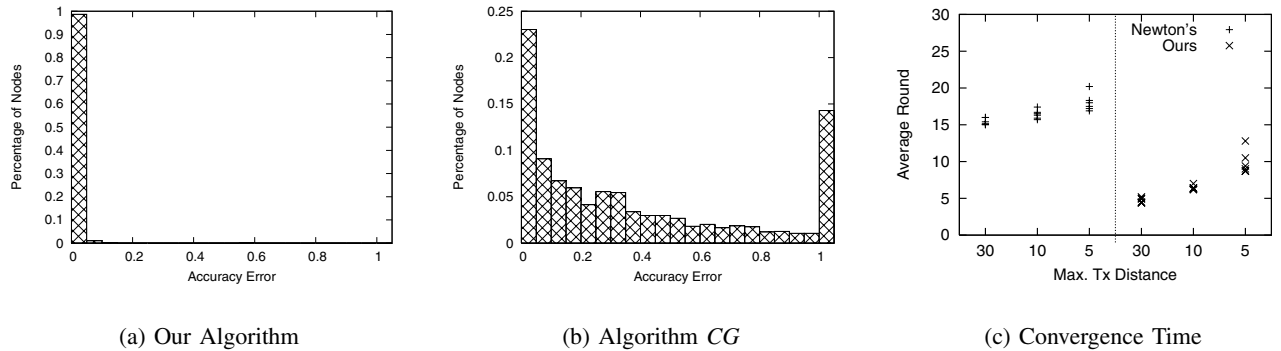 1
0.9
0.8
0.7
0.6
0.5
0.4
0.3
0.2
0.1
0
Percentage of Nodes
0 0.2 0.4 0.6 0.8 1
Accuracy Error
(a) Our Algorithm
0.25
0.2
0.15
0.1
0.05
0
Percentage of Nodes
0 0.2 0.4 0.6 0.8 1
Accuracy Error
(b) Algorithm CG
30
25
20
15
10
5
0
Average Round
Newton's
Ours
30 10 5 30 10 5
Max. Tx Distance
(c) Convergence Time